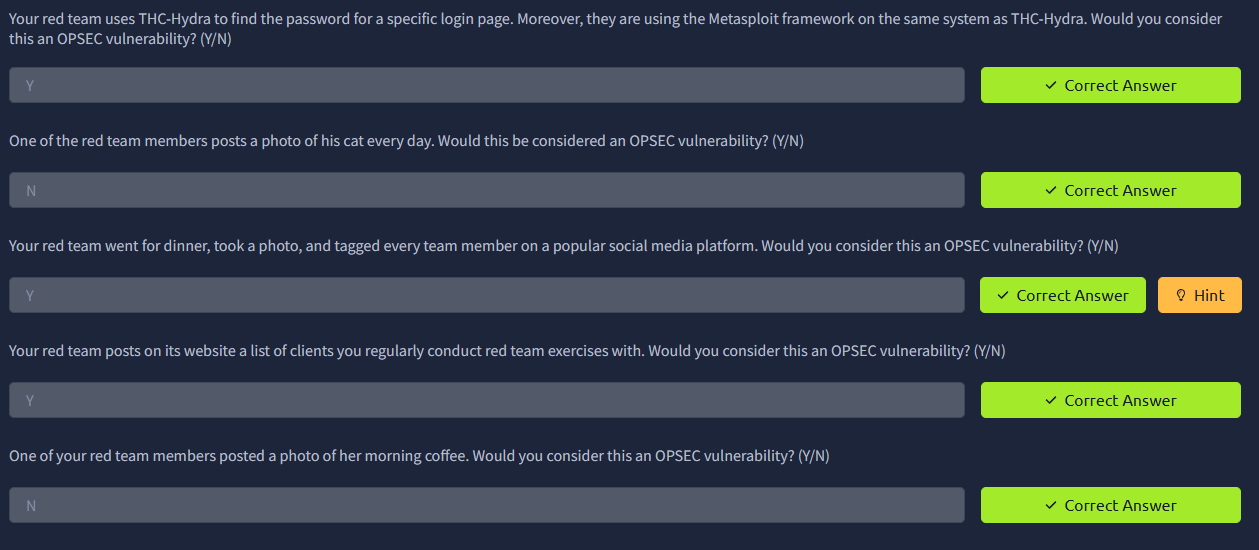 Your red team uses THC-Hydra to find the password for a specific login page. Moreover, they are using the Metasploit framework on the same system as THC-Hydra. Would you consider
this an OPSEC vulnerability? (Y/N)
Y
Correct Answer
One of the red team members posts a photo of his cat every day. Would this be considered an OPSEC vulnerability? (Y/N)
N
Correct Answer
Your red team went for dinner, took a photo, and tagged every team member on a popular social media platform. Would you consider this an OPSEC vulnerability? (Y/N)
Y
Correct Answer
Hint
Your red team posts on its website a list of clients you regularly conduct red team exercises with. Would you consider this an OPSEC vulnerability? (Y/N)
Y
Correct Answer
One of your red team members posted a photo of her morning coffee. Would you consider this an OPSEC vulnerability? (Y/N)
N
Correct Answer